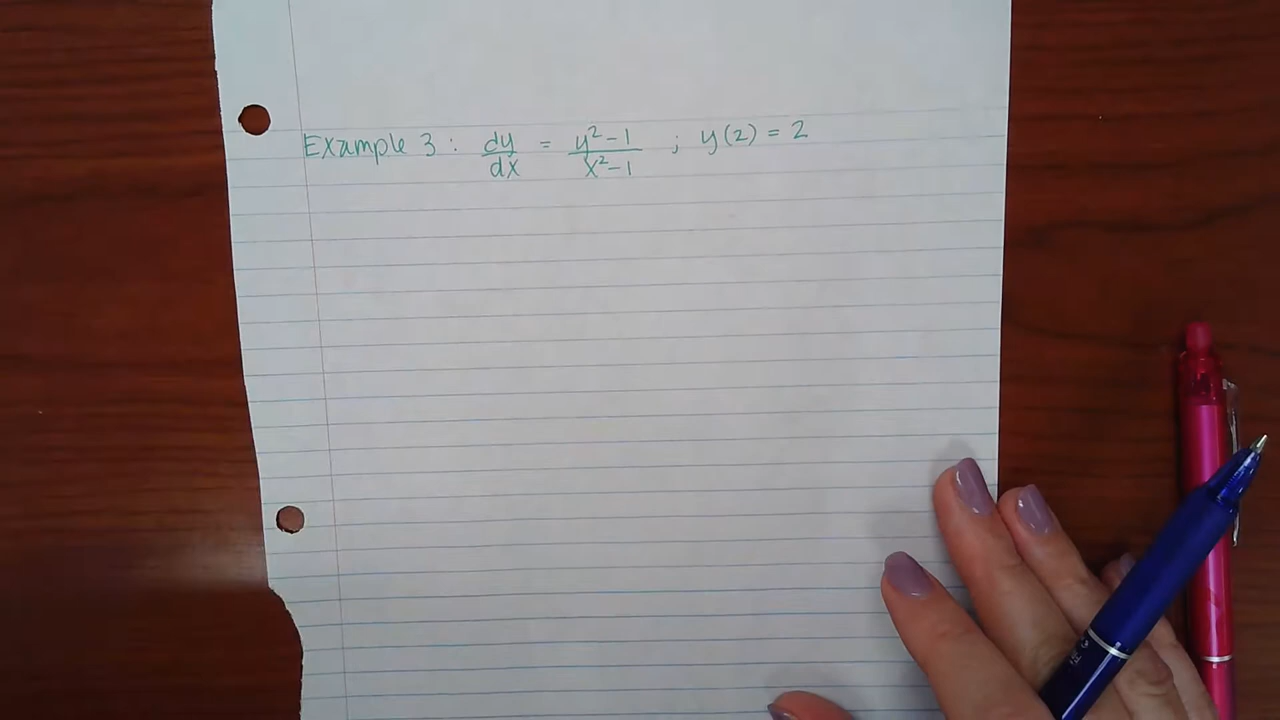 Example 3 : dy/dx = y²-1/x²-1 ; y(2) = 2